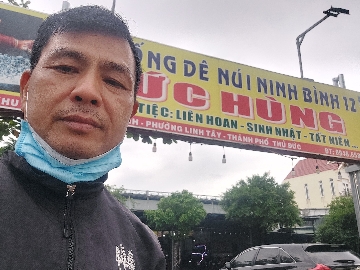 DÊ NÚI NINH BÌNH 12
ỨC HÙNG
TIỆC: LIÊN HOAN - SINH NHẬT - TẤT NIÊN
- PHƯỜNG LINH TÂY - THÀNH PHỐ THỦ ĐỨC